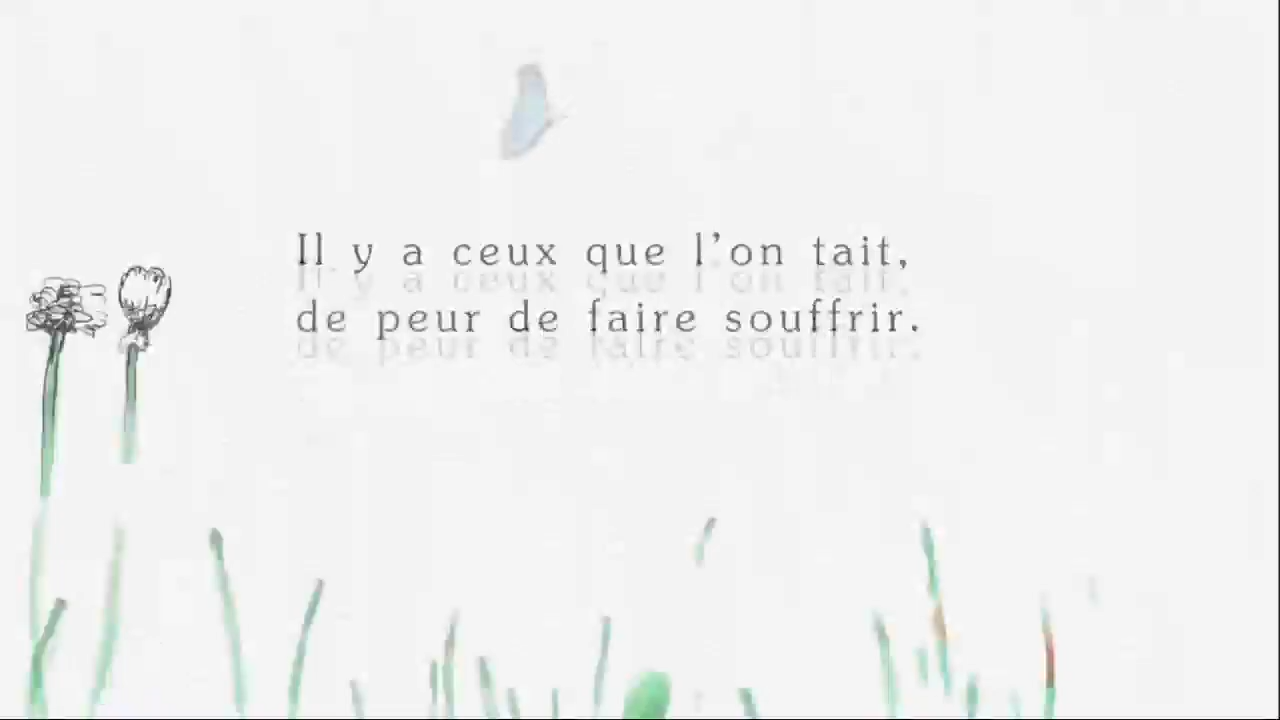 Il y a ceux que l’on tait,
de peur de faire souffrir.